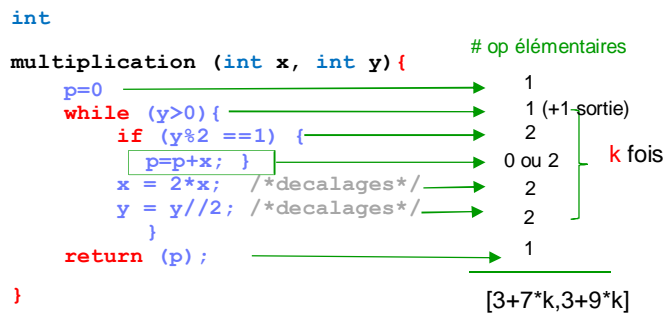 int
# op élémentaires
multiplication (int x, int y){
p=0 1
while (y>0){ 1 (+1 sortie)
if (y%2 ==1) { 2
p=p+x; } 0 ou 2 k fois
x = 2*x; /*decalages*/ 2
y = y//2; /*decalages*/ 2
}
return (p); 1
} [3+7*k,3+9*k]